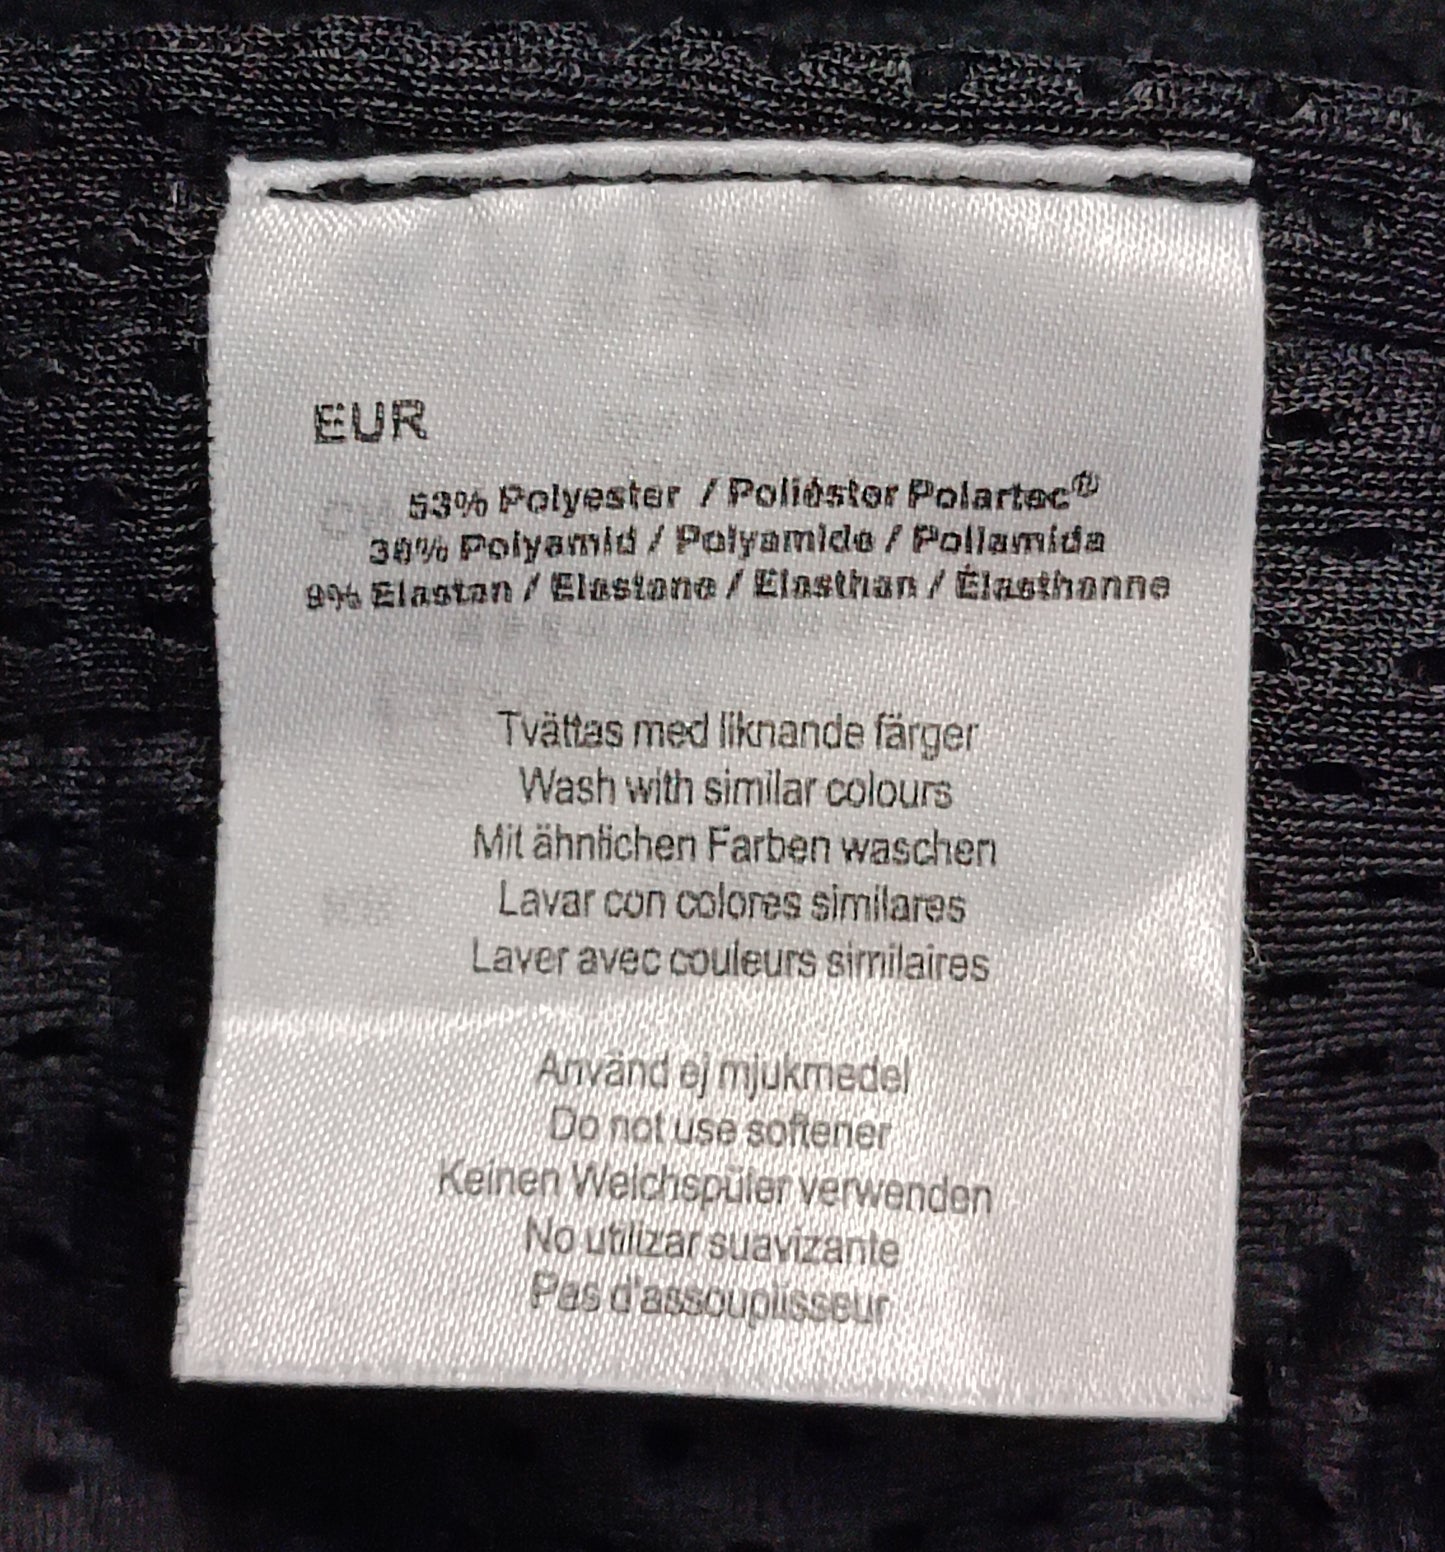 EUR
53% Polyester / Poliéster Polartec®
38% Polyamid / Polyamide / Poliamida
9% Elastan / Elastane / Elasthan / Élasthanne
Tvättas med liknande färger
Wash with similar colours
Mit ähnlichen Farben waschen
Lavar con colores similares
Laver avec couleurs similaires
Använd ej mjukmedel
Do not use softener
Keinen Weichspüler verwenden
No utilizar suavizante
Pas d'assouplisseur